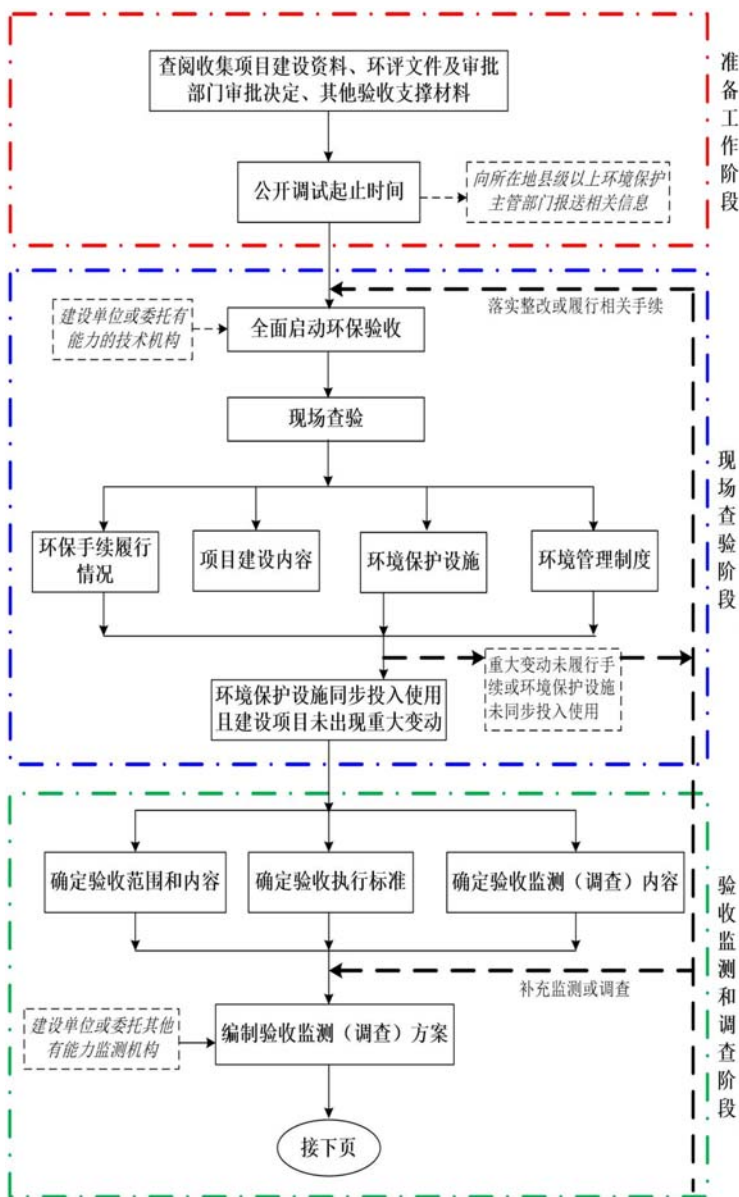 查阅收集项目建设资料、环评文件及审批
部门审批决定、其他验收支撑材料
准备工作阶段
公开调试起止时间
向所在地县级以上环境保护
主管部门报送相关信息
落实整改或履行相关手续
建设单位或委托有
能力的技术机构
全面启动环保验收
现场查验
现场查验阶段
环保手续履行
情况
项目建设内容
环境保护设施
环境管理制度
重大变动未履行手
续或环境保护设施
未同步投入使用
环境保护设施同步投入使用
且建设项目未出现重大变动
确定验收范围和内容
确定验收执行标准
确定验收监测（调查）内容
验收监测和调查阶段
补充监测或调查
建设单位或委托其他
有能力监测机构
编制验收监测（调查）方案
接下页